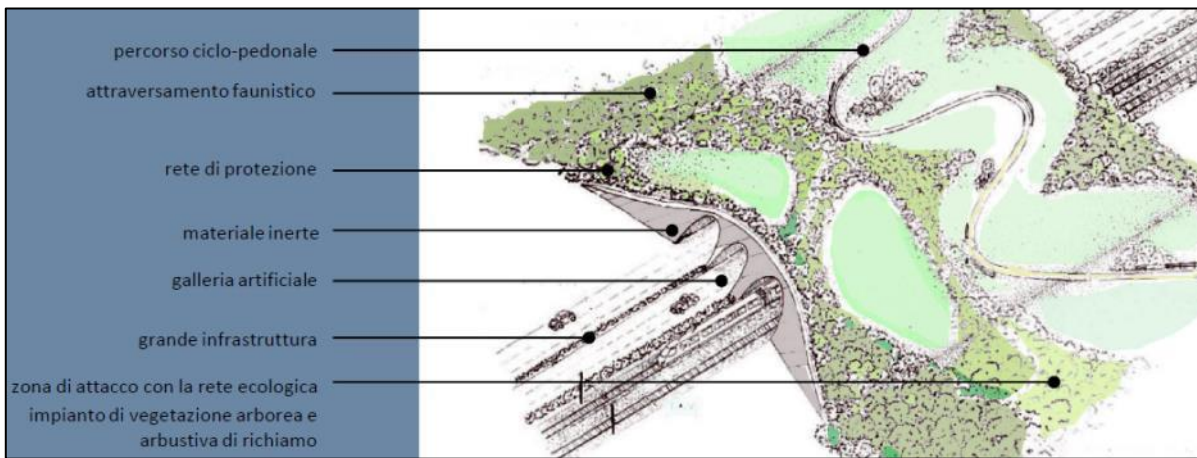 percorso ciclo-pedonale
attraversamento faunistico
rete di protezione
materiale inerte
galleria artificiale
grande infrastruttura
zona di attacco con la rete ecologica
impianto di vegetazione arborea e
arbustiva di richiamo